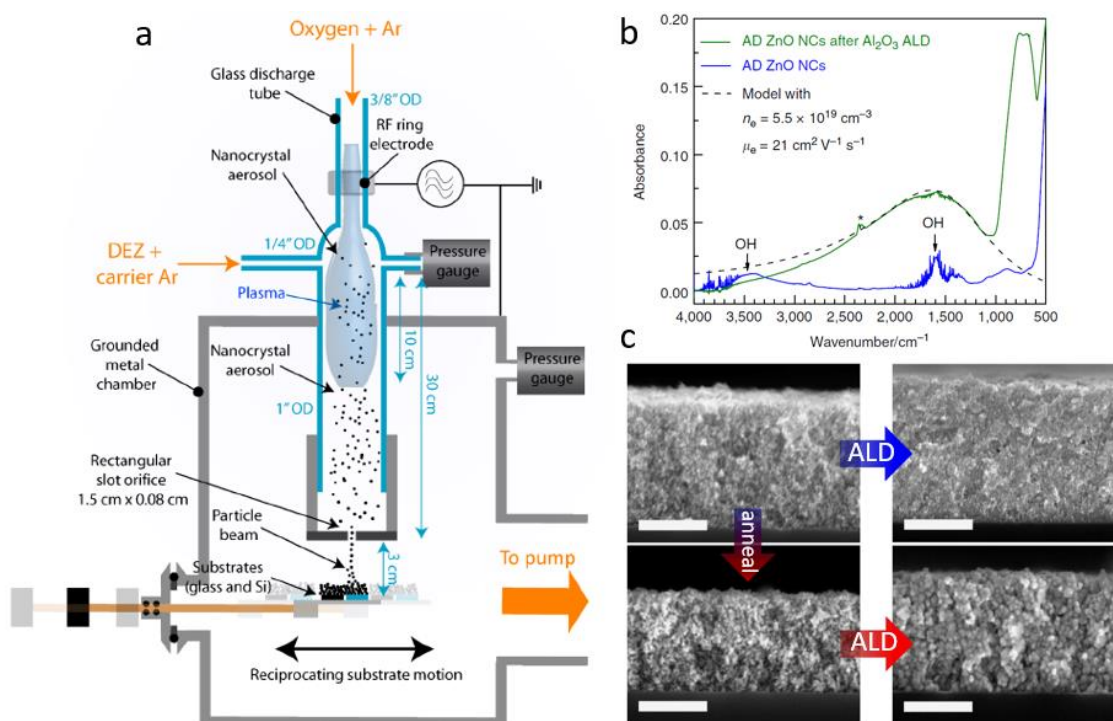 a
Oxygen + Ar
Glass discharge
tube
3/8" OD
RF ring
electrode
Nanocrystal
aerosol
1/4" OD
DEZ +
carrier Ar
Pressure
gauge
Plasma
10 cm
30 cm
Grounded
metal
chamber
Nanocrystal
aerosol
1" OD
Pressure
gauge
Rectangular
slot orifice
1.5 cm x 0.08 cm
Particle
beam
3 cm
Substrates
(glass and Si)
To pump
Reciprocating substrate motion
b
0.20
0.15
0.10
0.05
0.00
Absorbance
AD ZnO NCs after Al₂O₃ ALD
AD ZnO NCs
Model with
nₑ = 5.5 × 10¹⁹ cm⁻³
μₑ = 21 cm² V⁻¹ s⁻¹
*
OH
OH
4,000 3,500 3,000 2,500 2,000 1,500 1,000 500
Wavenumber/cm⁻¹
c
ALD
anneal
ALD